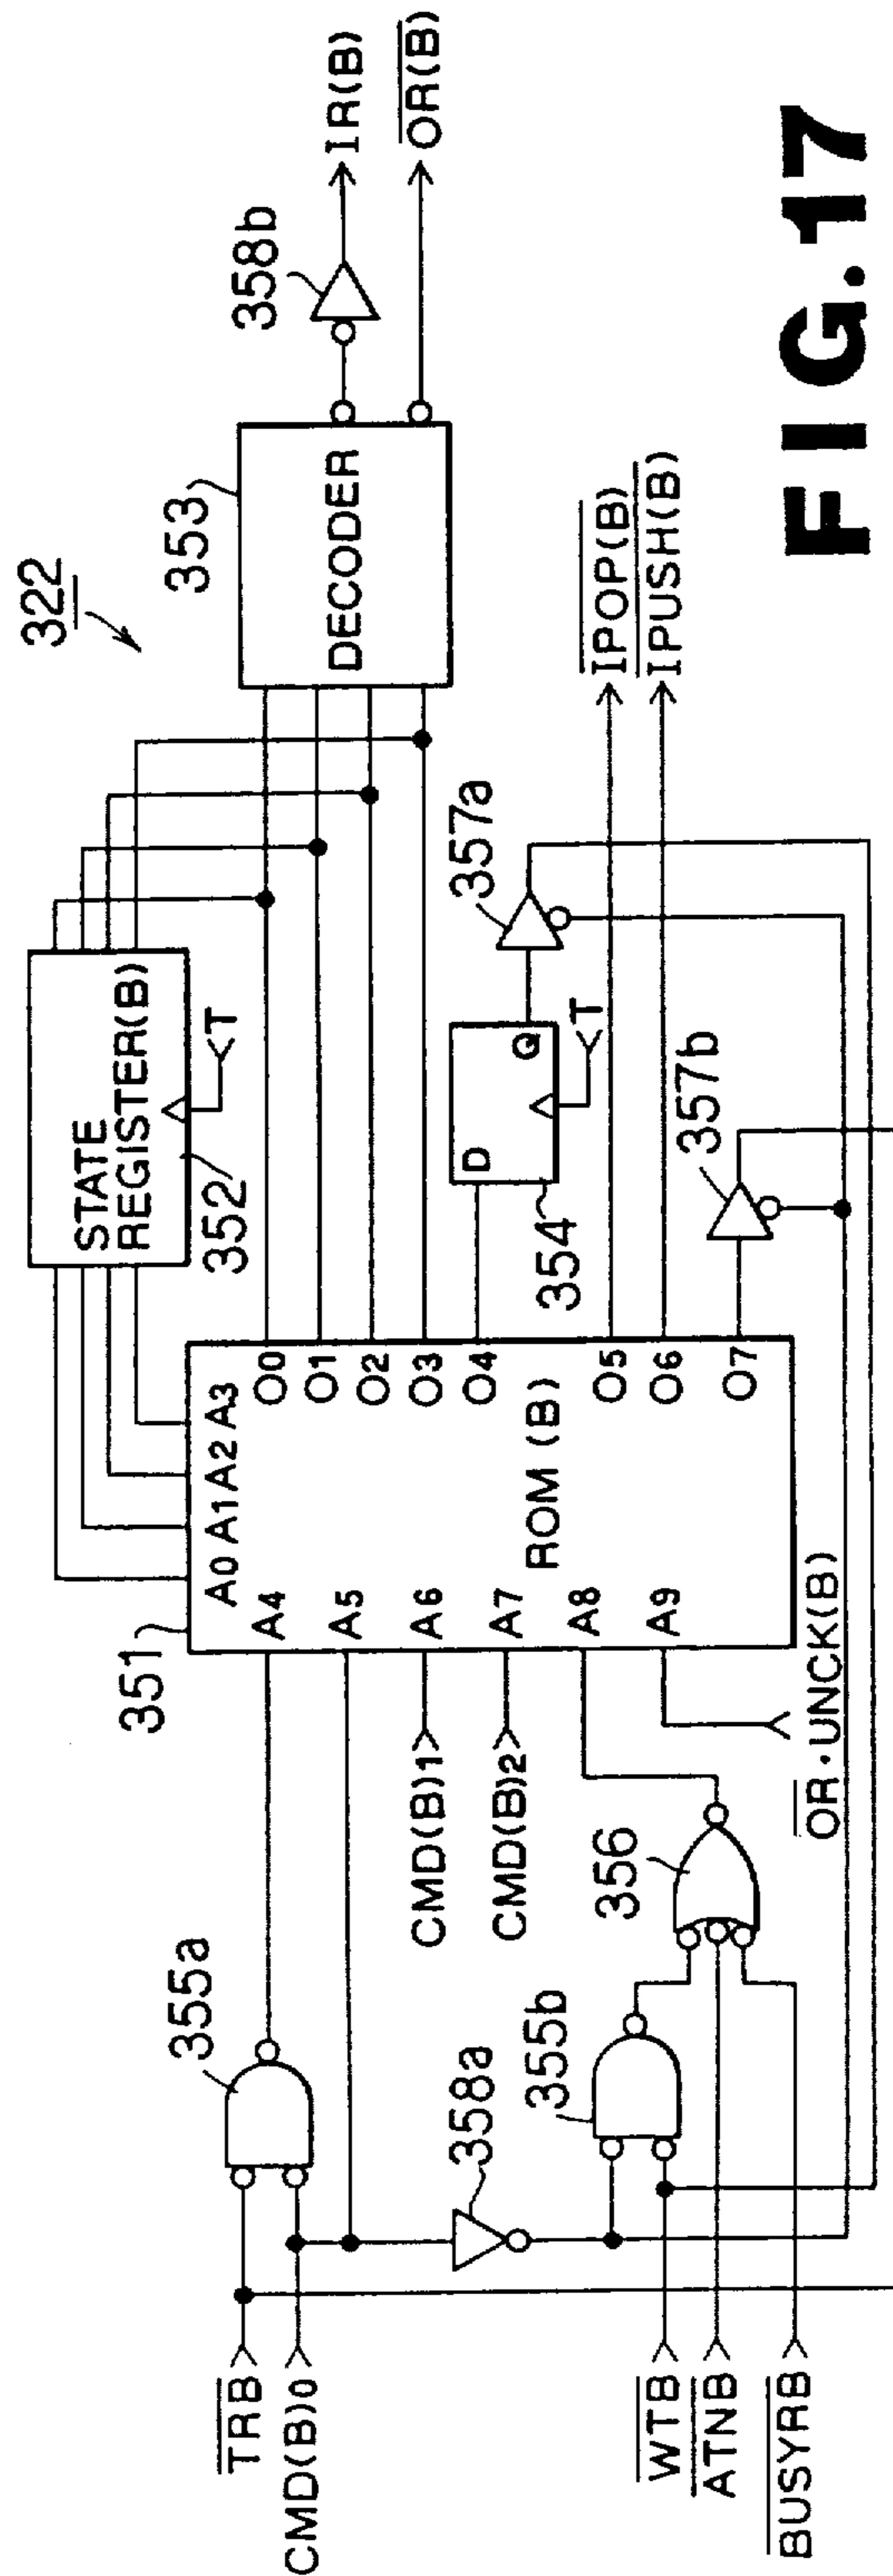 322
STATE
REGISTER(B)
352
T
353
DECODER
358b
IR(B)
OR(B)
351
A0 A1 A2 A3
A4
A5
A6
A7
A8
A9
ROM (B)
O0
O1
O2
O3
O4
O5
O6
O7
D
Q
T
354
357a
357b
IPOP(B)
IPUSH(B)
355a
358a
355b
356
TRB
CMD(B)0
CMD(B)1
CMD(B)2
WTB
ATNB
BUSYRB
OR·UNCK(B)
FIG.17